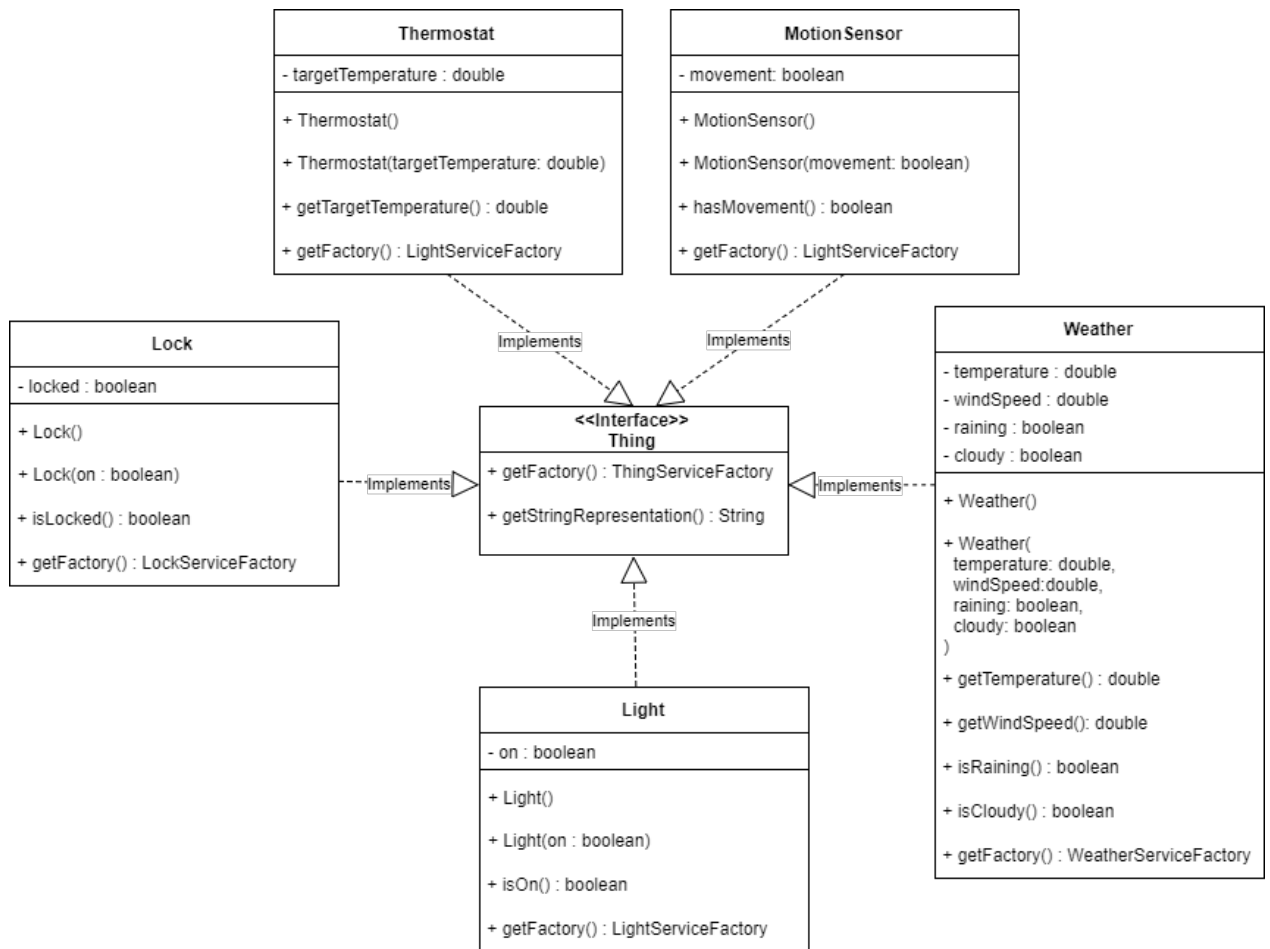 Thermostat
- targetTemperature : double
+ Thermostat()
+ Thermostat(targetTemperature: double)
+ getTargetTemperature() : double
+ getFactory() : LightServiceFactory
MotionSensor
- movement: boolean
+ MotionSensor()
+ MotionSensor(movement: boolean)
+ hasMovement() : boolean
+ getFactory() : LightServiceFactory
Implements
Implements
Lock
- locked : boolean
+ Lock()
+ Lock(on : boolean)
+ isLocked() : boolean
+ getFactory() : LockServiceFactory
Implements
<<Interface>>
Thing
+ getFactory() : ThingServiceFactory
+ getStringRepresentation() : String
Implements
Weather
- temperature : double
- windSpeed : double
- raining : boolean
- cloudy : boolean
+ Weather()
+ Weather(
temperature: double,
windSpeed:double,
raining: boolean,
cloudy: boolean
)
+ getTemperature() : double
+ getWindSpeed(): double
+ isRaining() : boolean
+ isCloudy() : boolean
+ getFactory() : WeatherServiceFactory
Implements
Light
- on : boolean
+ Light()
+ Light(on : boolean)
+ isOn() : boolean
+ getFactory() : LightServiceFactory